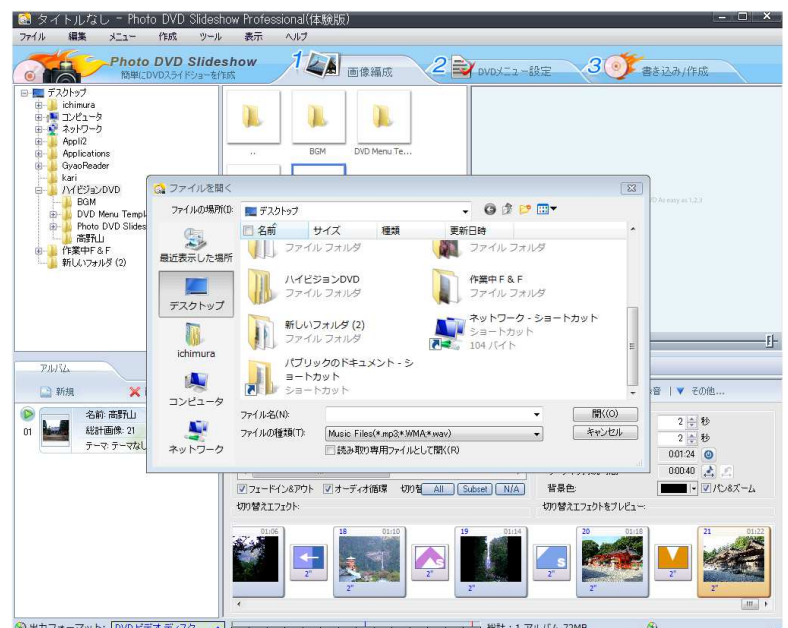 タイトルなし - Photo DVD Slideshow Professional(体験版)
ファイル 編集 メニュー 作成 ツール 表示 ヘルプ
Photo DVD Slideshow
簡単にDVDスライドショーを作成
1 画像編成
2 DVDメニュー設定
3 書き込み/作成
デスクトップ
ichimura
コンピュータ
ネットワーク
Appli2
Applications
GyaoReader
kari
ハイビジョンDVD
BGM
DVD Menu Templ
Photo DVD Slides
高野山
作業中F & F
新しいフォルダ (2)
..
BGM
DVD Menu Te...
ファイルを開く
ファイルの場所(I):
デスクトップ
名前 サイズ 種類 更新日時
最近表示した場所
デスクトップ
ichimura
コンピュータ
ネットワーク
ファイル フォルダ
ファイル フォルダ
ハイビジョンDVD
ファイル フォルダ
作業中 F & F
ファイル フォルダ
新しいフォルダ (2)
ファイル フォルダ
ネットワーク - ショートカット
ショートカット
104 バイト
パブリックのドキュメント - シ
ョートカット
ショートカット
ファイル名(N):
開く(O)
ファイルの種類(T):
Music Files(*.mp3;*.WMA;*.wav)
キャンセル
読み取り専用ファイルとして開く(R)
アルバム
新規
その他...
01
名前: 高野山
総計画像: 21
テーマ: テーマなし
2 秒
2 秒
0:01:24
0:00:40
フェードイン&アウト オーディオ循環 切り替 All Subset N/A
背景色:
パン&ズーム
切り替えエフェクト:
切り替えエフェクトをプレビュー:
01:06
2"
18 01:10
2"
2"
19 01:14
2"
2"
20 01:18
2"
2"
21 01:22
2"
出力フォーマット: DVD ビデオ ディスク
総計 : 1 アルバム 72MB